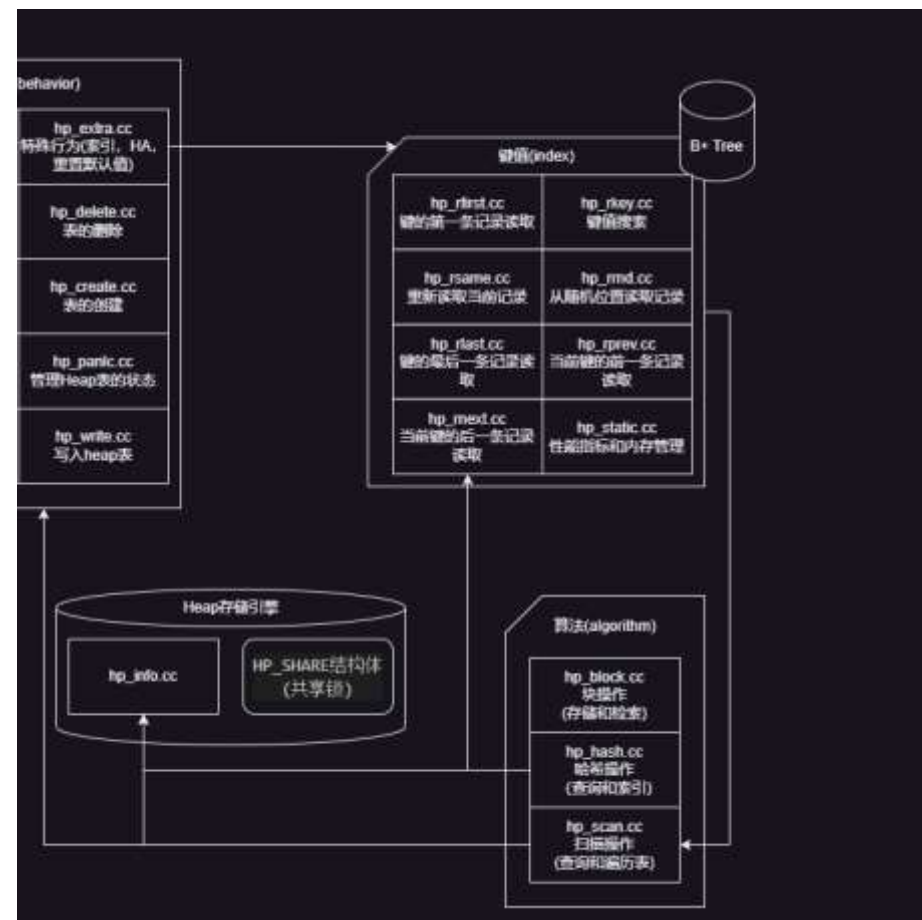 behavior)
hp_extra.cc
特殊行为(索引，HA,
重置默认值)
hp_delete.cc
表的删除
hp_create.cc
表的创建
hp_panic.cc
管理Heap表的状态
hp_write.cc
写入heap表
键值(index)
B+ Tree
hp_rfirst.cc
键的第一条记录读取
hp_rkey.cc
键值搜索
hp_rsame.cc
重新读取当前记录
hp_rrnd.cc
从随机位置读取记录
hp_rlast.cc
键的最后一条记录读
取
hp_rprev.cc
当前键的前一条记录
读取
hp_rnext.cc
当前键的后一条记录
读取
hp_static.cc
性能指标和内存管理
Heap存储引擎
hp_info.cc
HP_SHARE结构体
(共享锁)
算法(algorithm)
hp_block.cc
块操作
(存储和检索)
hp_hash.cc
哈希操作
(查询和索引)
hp_scan.cc
扫描操作
(查询和遍历表)